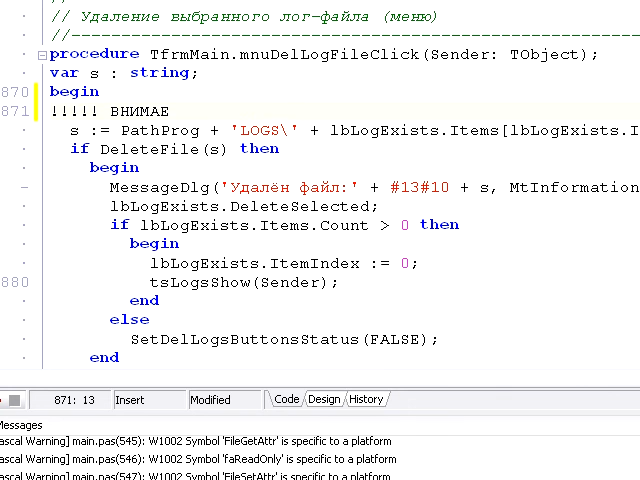 //
// Удаление выбранного лог-файла (меню)
//----------------------------------------------------------
procedure TfrmMain.mnuDelLogFileClick(Sender: TObject);
var s : string;
870 begin
871 !!!!! ВНИМАЕ
s := PathProg + 'LOGS\' + lbLogExists.Items[lbLogExists.I
if DeleteFile(s) then
begin
MessageDlg('Удалён файл:' + #13#10 + s, MtInformation
lbLogExists.DeleteSelected;
if lbLogExists.Items.Count > 0 then
begin
lbLogExists.ItemIndex := 0;
880 tsLogsShow(Sender);
end
else
SetDelLogsButtonsStatus(FALSE);
end
871: 13 Insert Modified Code Design History
Messages
ascal Warning] main.pas(545): W1002 Symbol 'FileGetAttr' is specific to a platform
ascal Warning] main.pas(546): W1002 Symbol 'faReadOnly' is specific to a platform
ascal Warning] main.pas(547): W1002 Symbol 'FileSetAttr' is specific to a platform